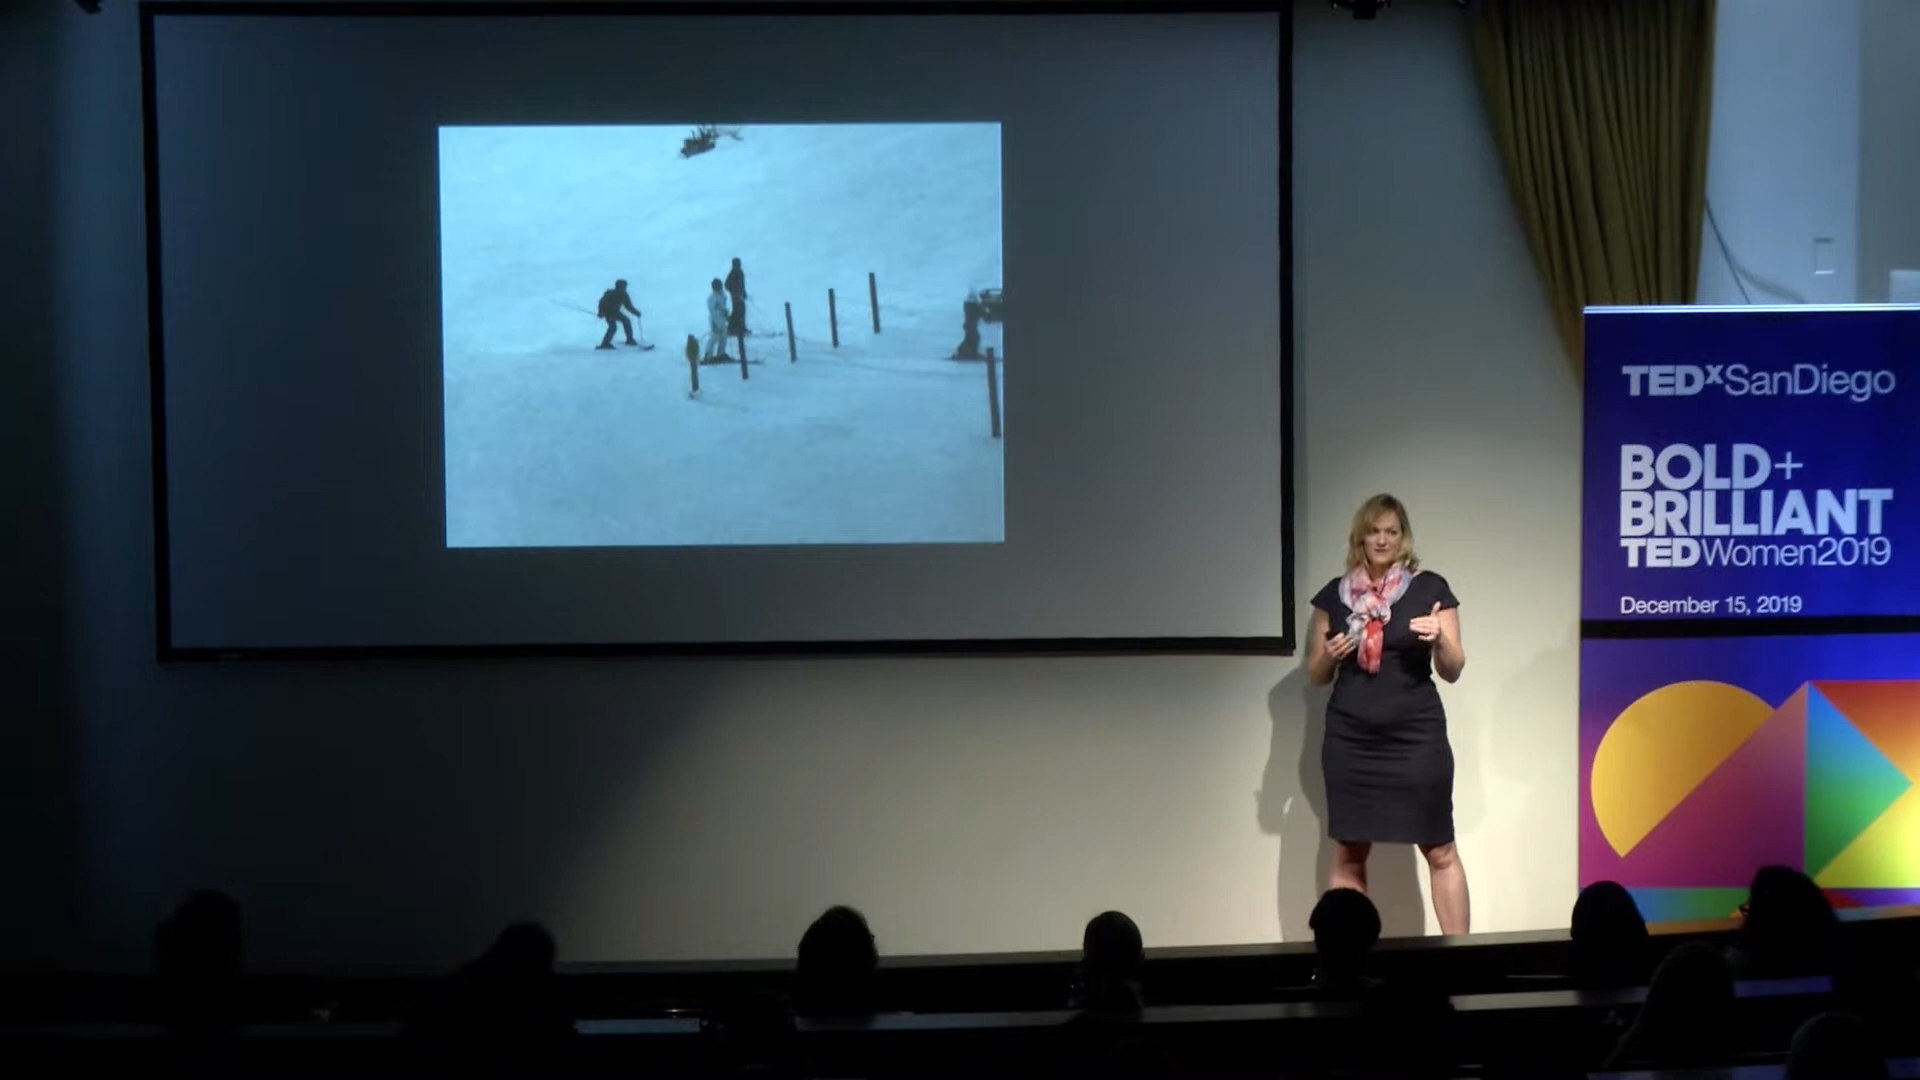 TEDxSanDiego
BOLD+
BRILLIANT
TEDWomen2019
December 15, 2019